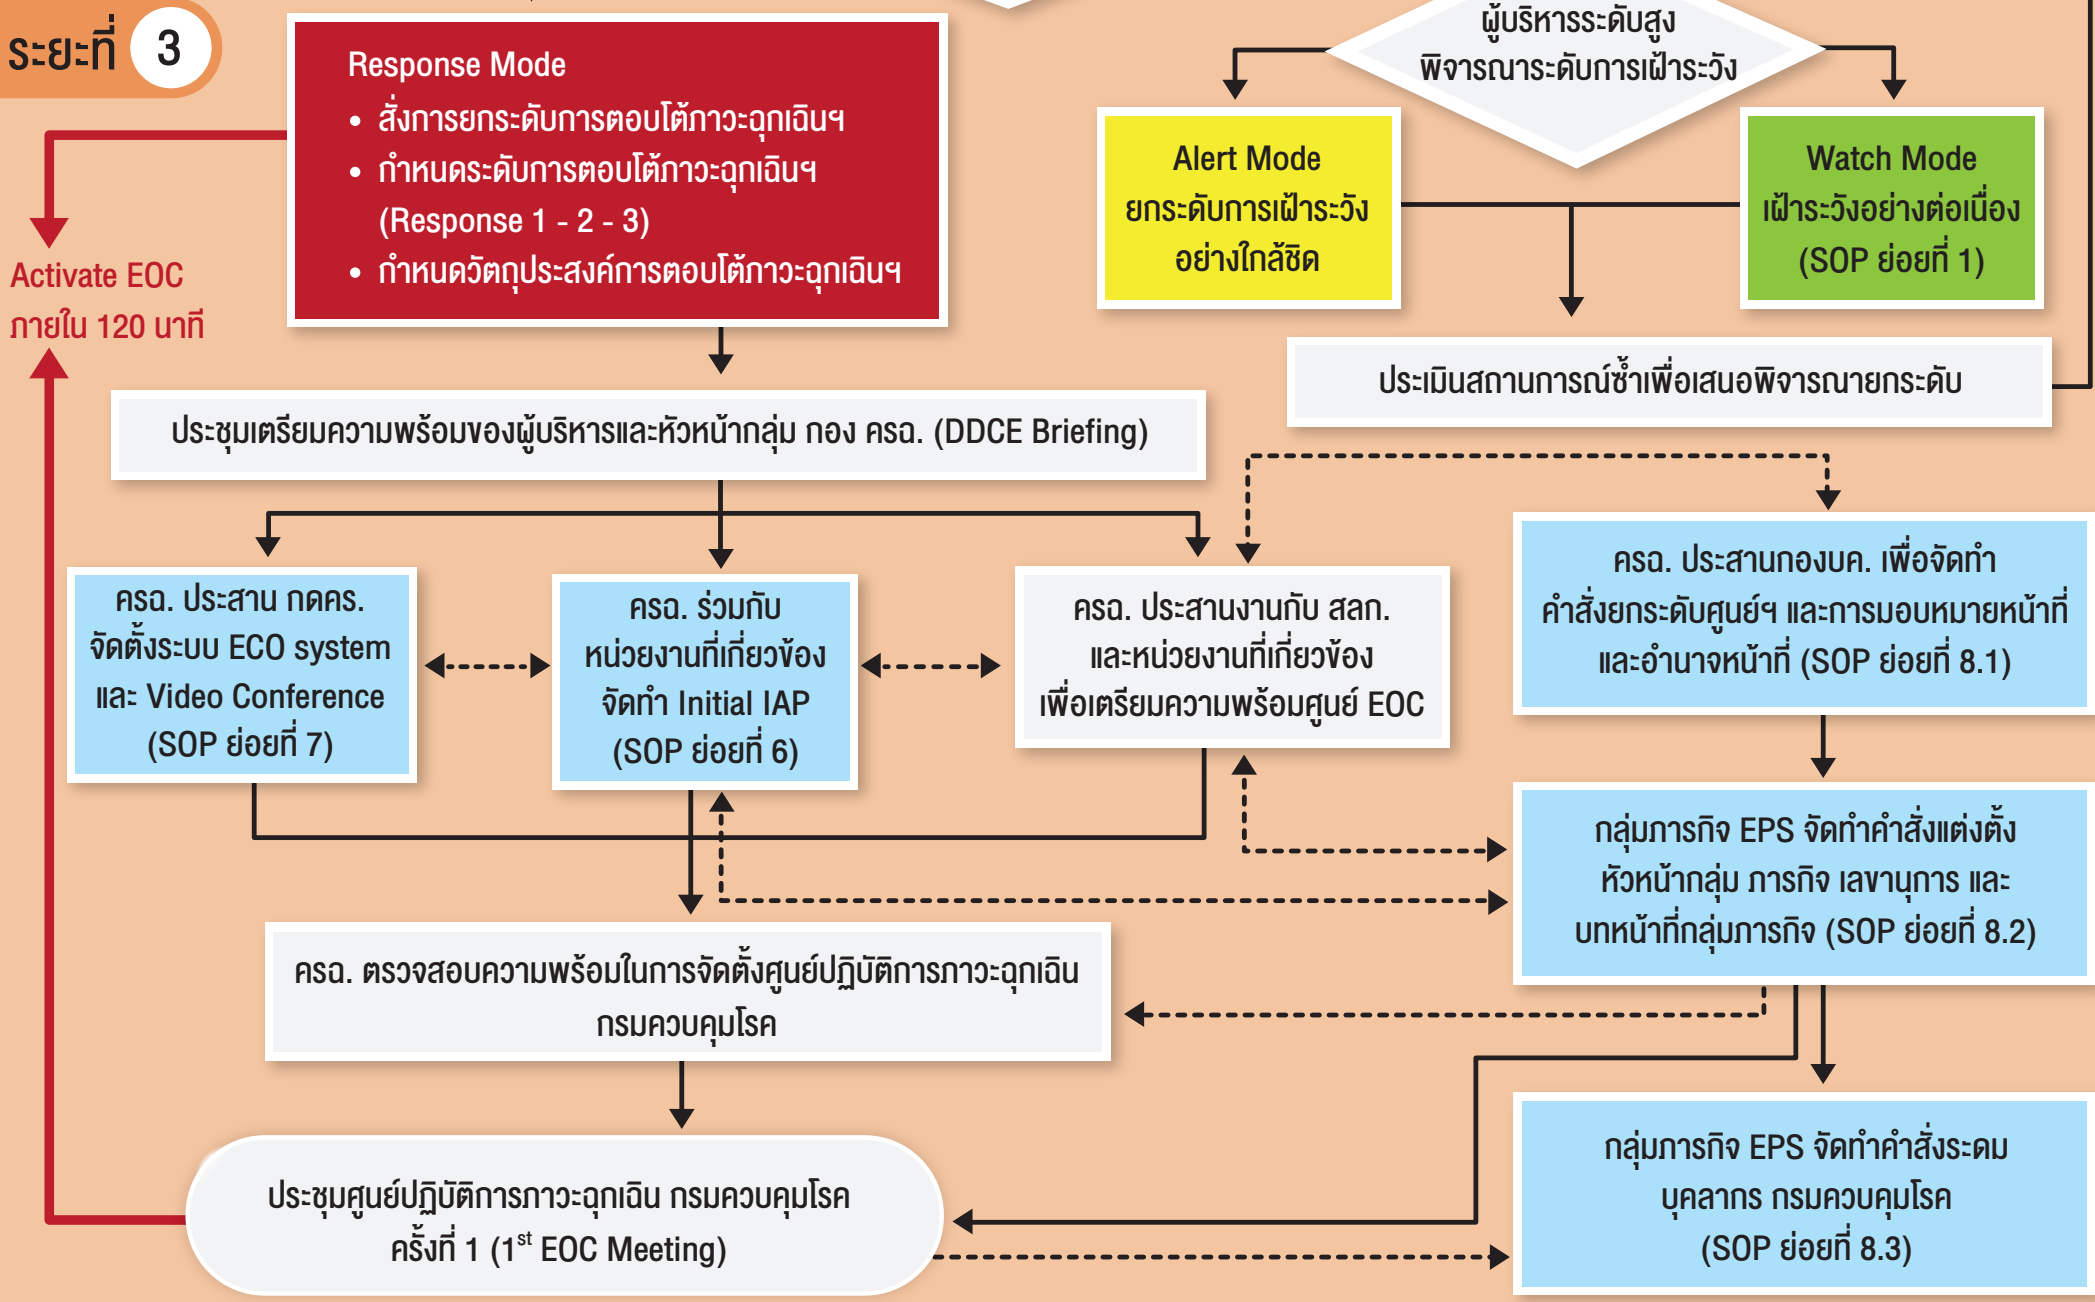 ระยะที่ 3
Response Mode
• สั่งการยกระดับการตอบโต้ภาวะฉุกเฉินฯ
• กำหนดระดับการตอบโต้ภาวะฉุกเฉินฯ
(Response 1 - 2 - 3)
• กำหนดวัตถุประสงค์การตอบโต้ภาวะฉุกเฉินฯ
ผู้บริหารระดับสูง
พิจารณาระดับการเฝ้าระวัง
Alert Mode
ยกระดับการเฝ้าระวัง
อย่างใกล้ชิด
Watch Mode
เฝ้าระวังอย่างต่อเนื่อง
(SOP ย่อยที่ 1)
Activate EOC
ภายใน 120 นาที
ประเมินสถานการณ์ซ้ำเพื่อเสนอพิจารณายกระดับ
ประชุมเตรียมความพร้อมของผู้บริหารและหัวหน้ากลุ่ม กอง ครฉ. (DDCE Briefing)
ครฉ. ประสาน กดคร.
จัดตั้งระบบ ECO system
และ Video Conference
(SOP ย่อยที่ 7)
ครฉ. ร่วมกับ
หน่วยงานที่เกี่ยวข้อง
จัดทำ Initial IAP
(SOP ย่อยที่ 6)
ครฉ. ประสานงานกับ สลก.
และหน่วยงานที่เกี่ยวข้อง
เพื่อเตรียมความพร้อมศูนย์ EOC
ครฉ. ประสานกองบค. เพื่อจัดทำ
คำสั่งยกระดับศูนย์ฯ และการมอบหมายหน้าที่
และอำนาจหน้าที่ (SOP ย่อยที่ 8.1)
กลุ่มภารกิจ EPS จัดทำคำสั่งแต่งตั้ง
หัวหน้ากลุ่ม ภารกิจ เลขานุการ และ
บทหน้าที่กลุ่มภารกิจ (SOP ย่อยที่ 8.2)
ครฉ. ตรวจสอบความพร้อมในการจัดตั้งศูนย์ปฏิบัติการภาวะฉุกเฉิน
กรมควบคุมโรค
กลุ่มภารกิจ EPS จัดทำคำสั่งระดม
บุคลากร กรมควบคุมโรค
(SOP ย่อยที่ 8.3)
ประชุมศูนย์ปฏิบัติการภาวะฉุกเฉิน กรมควบคุมโรค
ครั้งที่ 1 (1st EOC Meeting)